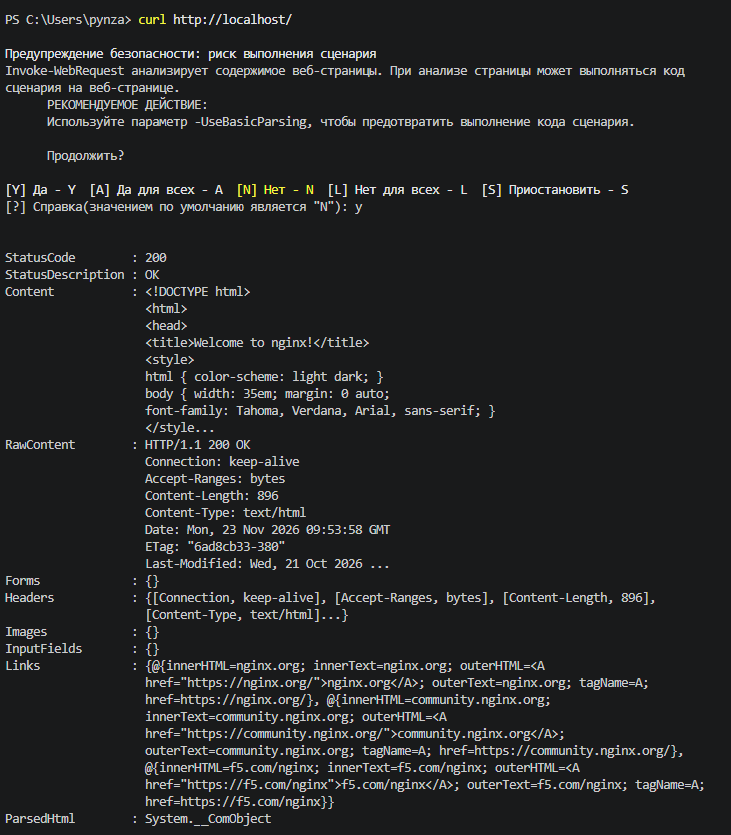 PS C:\Users\pynza> curl http://localhost/
Предупреждение безопасности: риск выполнения сценария
Invoke-WebRequest анализирует содержимое веб-страницы. При анализе страницы может выполняться код
сценария на веб-странице.
РЕКОМЕНДУЕМОЕ ДЕЙСТВИЕ:
Используйте параметр -UseBasicParsing, чтобы предотвратить выполнение кода сценария.
Продолжить?
[Y] Да - Y  [A] Да для всех - A  [N] Нет - N  [L] Нет для всех - L  [S] Приостановить - S
[?] Справка(значением по умолчанию является "N"): y
StatusCode        : 200
StatusDescription : OK
Content           : <!DOCTYPE html>
<html>
<head>
<title>Welcome to nginx!</title>
<style>
html { color-scheme: light dark; }
body { width: 35em; margin: 0 auto;
font-family: Tahoma, Verdana, Arial, sans-serif; }
</style...
RawContent        : HTTP/1.1 200 OK
Connection: keep-alive
Accept-Ranges: bytes
Content-Length: 896
Content-Type: text/html
Date: Mon, 23 Nov 2026 09:53:58 GMT
ETag: "6ad8cb33-380"
Last-Modified: Wed, 21 Oct 2026 ...
Forms             : {}
Headers           : {[Connection, keep-alive], [Accept-Ranges, bytes], [Content-Length, 896],
[Content-Type, text/html]...}
Images            : {}
InputFields       : {}
Links             : {@{innerHTML=nginx.org; innerText=nginx.org; outerHTML=<A
href="https://nginx.org/">nginx.org</A>; outerText=nginx.org; tagName=A;
href=https://nginx.org/}, @{innerHTML=community.nginx.org;
innerText=community.nginx.org; outerHTML=<A
href="https://community.nginx.org/">community.nginx.org</A>;
outerText=community.nginx.org; tagName=A; href=https://community.nginx.org/},
@{innerHTML=f5.com/nginx; innerText=f5.com/nginx; outerHTML=<A
href="https://f5.com/nginx">f5.com/nginx</A>; outerText=f5.com/nginx; tagName=A;
href=https://f5.com/nginx}}
ParsedHtml        : System.__ComObject